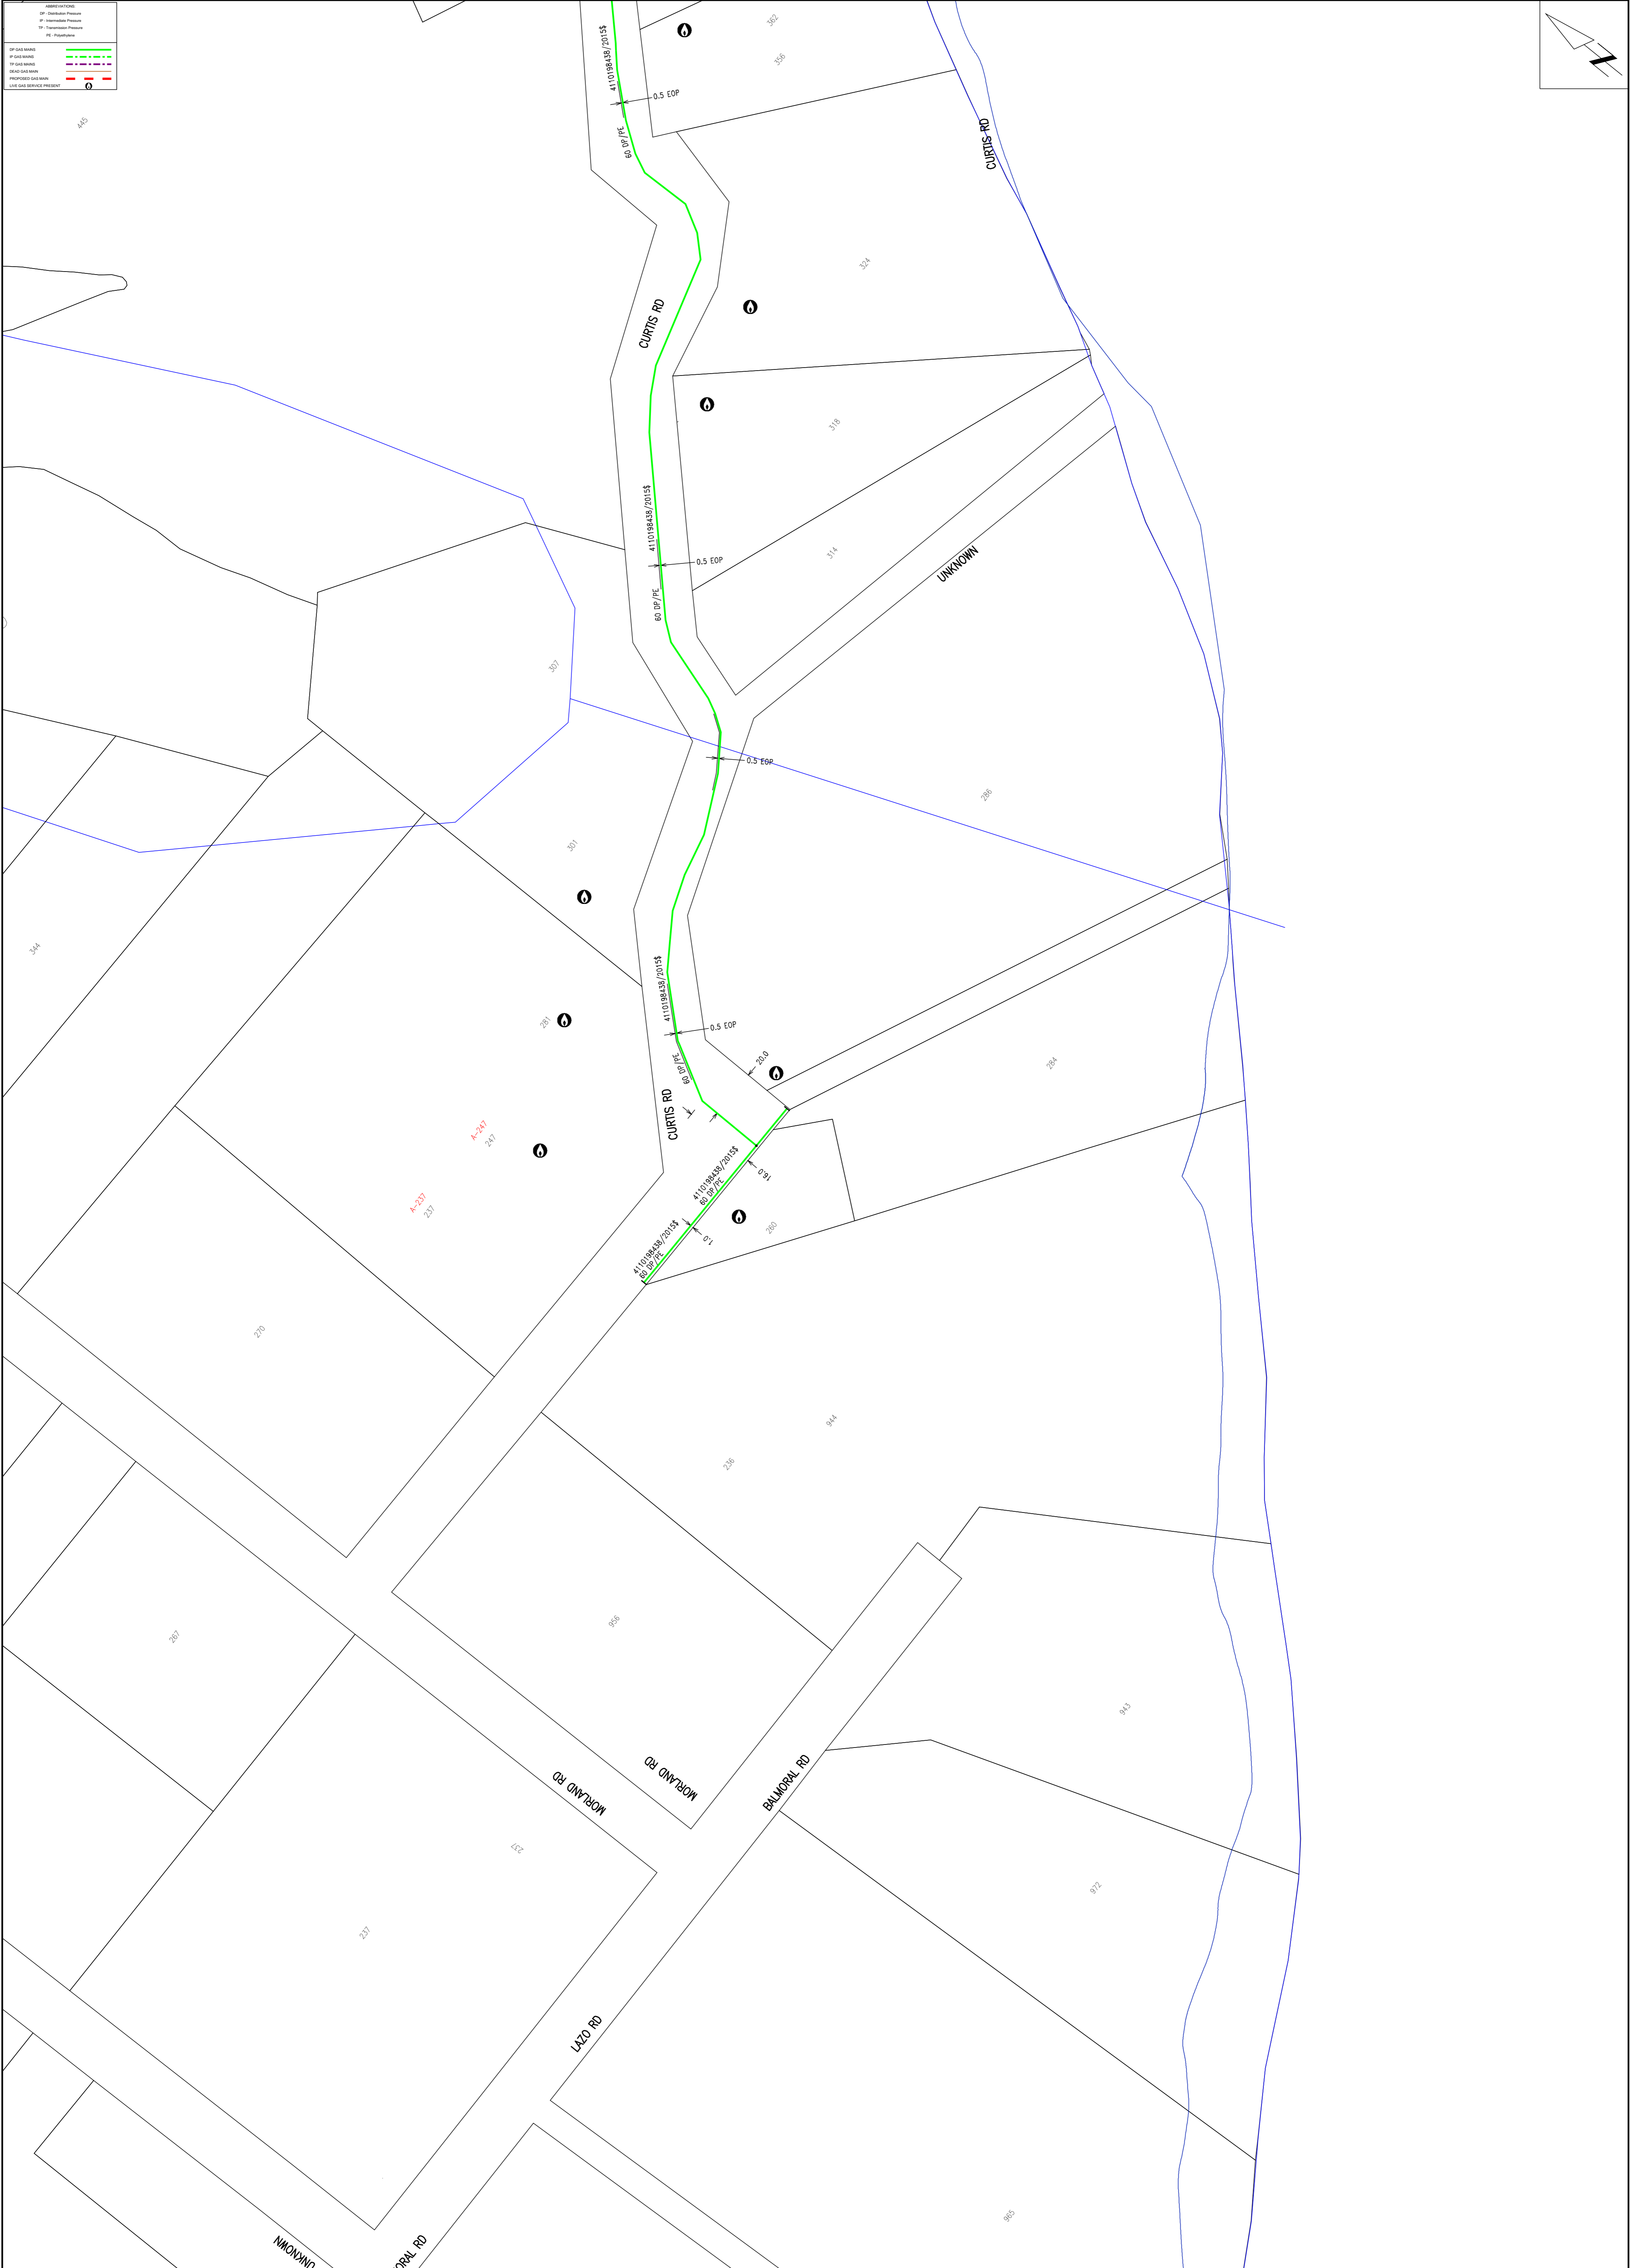 ABBREVIATIONS
DP - Distribution Pressure
IP - Intermediate Pressure
TP - Transmission Pressure
PE - Polyethylene
DP GAS MAINS
IP GAS MAINS
TP GAS MAINS
DEAD GAS MAIN
PROPOSED GAS MAIN
LIVE GAS SERVICE PRESENT
N
445
362
356
4110198438/2015$
0.5 EOP
60 DP/PE
CURTIS RD
324
CURTIS RD
318
4110198438/2015$
314
0.5 EOP
UNKNOWN
60 DP/PE
307
0.5 EOP
286
301
344
4110198438/2015$
281
0.5 EOP
60 DP/PE
20.0
284
CURTIS RD
A-247
247
4110198438/2015$
60 DP/PE
16.0
A-237
237
260
4110198438/2015$
60 DP/PE
1.0
270
944
236
956
267
943
MORLAND RD
MORLAND RD
BALMORAL RD
237
972
237
LAZO RD
965
UNKNOWN
ORAL RD